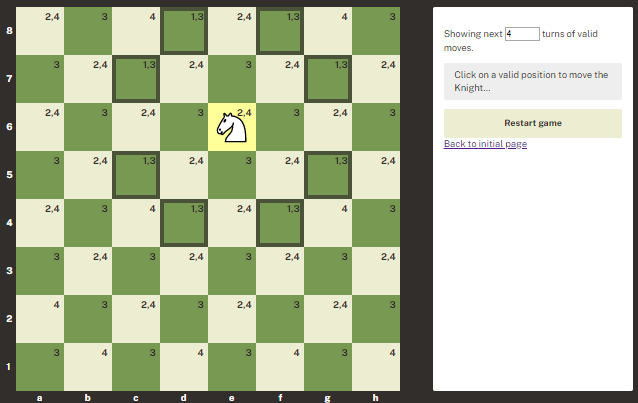 8 2,4 3 4 1,3 2,4 1,3 4 3
7 3 2,4 1,3 2,4 3 2,4 1,3 2,4
6 2,4 3 2,4 3 2,4 3 2,4 3
5 3 2,4 1,3 2,4 3 2,4 1,3 2,4
4 2,4 3 4 1,3 2,4 1,3 4 3
3 3 2,4 3 2,4 3 2,4 3 2,4
2 4 3 2,4 3 2,4 3 2,4 3
1 3 4 3 4 3 4 3 4
a b c d e f g h
Showing next 4 turns of valid
moves.
Click on a valid position to move the
Knight...
Restart game
Back to initial page